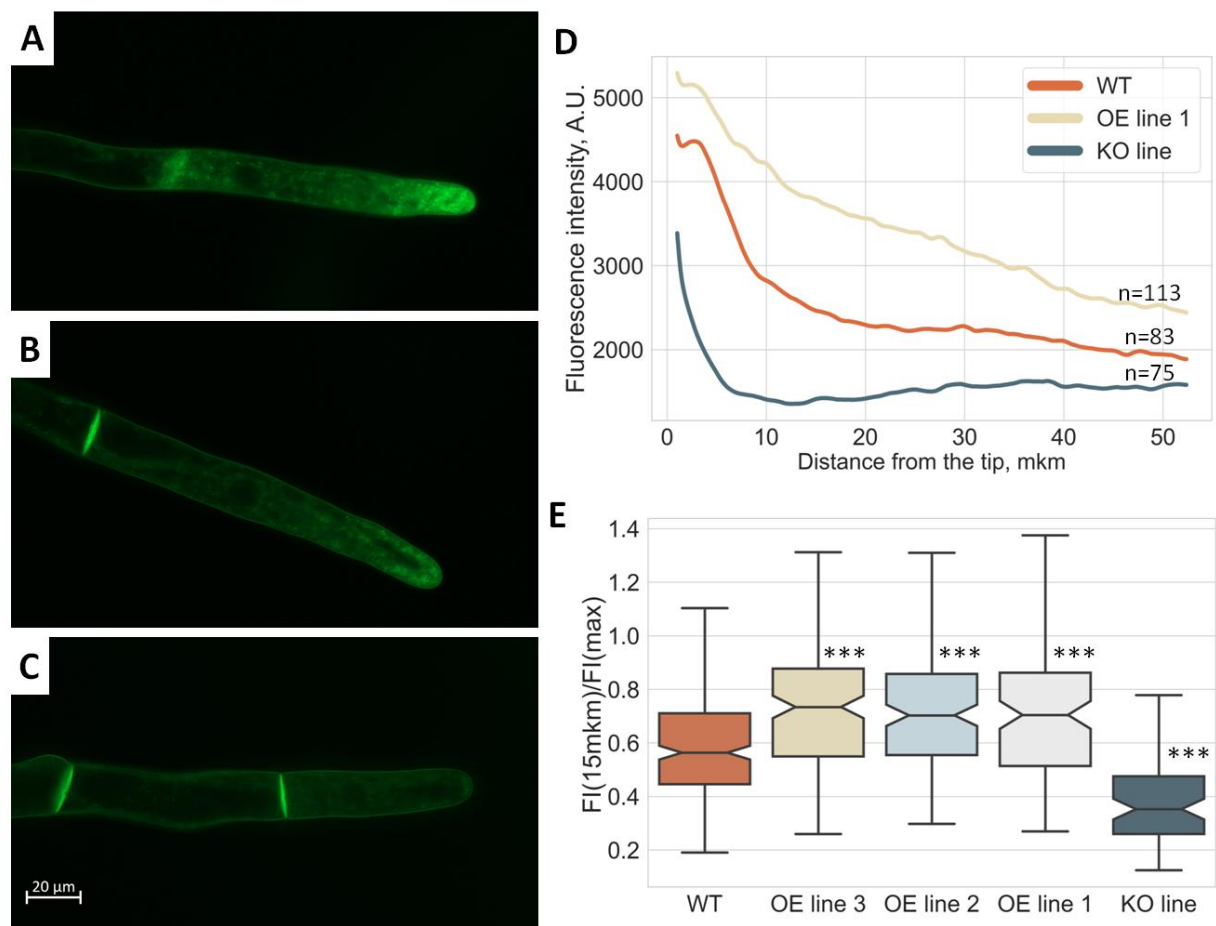 A
B
C
20 μm
D
Fluorescence intensity, A.U.
5000
4000
3000
2000
WT
OE line 1
KO line
n=113
n=83
n=75
0 10 20 30 40 50
Distance from the tip, mkm
E
FI(15mkm)/FI(max)
1.4
1.2
1.0
0.8
0.6
0.4
0.2
*** *** *** ***
WT OE line 3 OE line 2 OE line 1 KO line